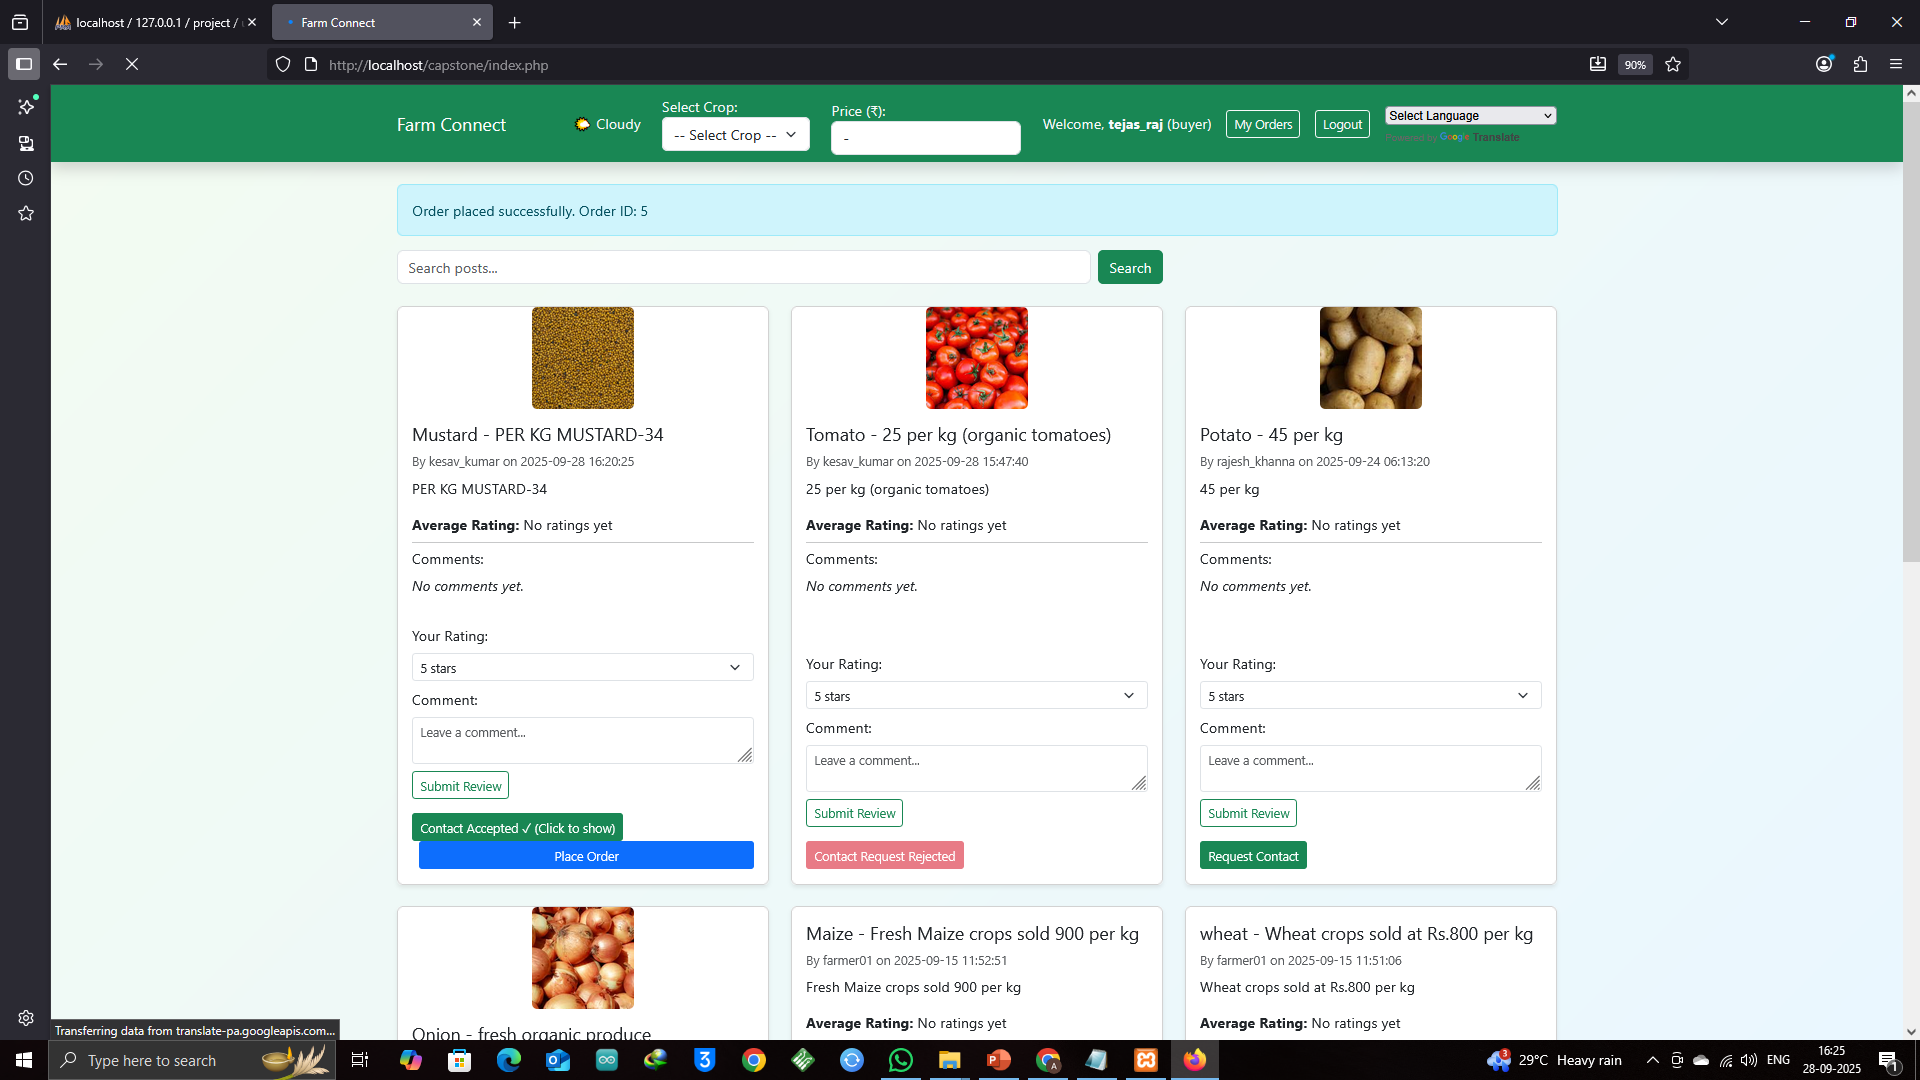 localhost / 127.0.0.1 / project /
Farm Connect
http://localhost/capstone/index.php
90%
Farm Connect
Cloudy
Select Crop:
-- Select Crop --
Price (₹):
-
Welcome, tejas_raj (buyer)
My Orders
Logout
Select Language
Powered by Google Translate
Order placed successfully. Order ID: 5
Search posts...
Search
Mustard - PER KG MUSTARD-34
By kesav_kumar on 2025-09-28 16:20:25
PER KG MUSTARD-34
Average Rating: No ratings yet
Comments:
No comments yet.
Your Rating:
5 stars
Comment:
Leave a comment...
Submit Review
Contact Accepted ✓ (Click to show)
Place Order
Tomato - 25 per kg (organic tomatoes)
By kesav_kumar on 2025-09-28 15:47:40
25 per kg (organic tomatoes)
Average Rating: No ratings yet
Comments:
No comments yet.
Your Rating:
5 stars
Comment:
Leave a comment...
Submit Review
Contact Request Rejected
Potato - 45 per kg
By rajesh_khanna on 2025-09-24 06:13:20
45 per kg
Average Rating: No ratings yet
Comments:
No comments yet.
Your Rating:
5 stars
Comment:
Leave a comment...
Submit Review
Request Contact
Onion - fresh organic produce
Maize - Fresh Maize crops sold 900 per kg
By farmer01 on 2025-09-15 11:52:51
Fresh Maize crops sold 900 per kg
Average Rating: No ratings yet
wheat - Wheat crops sold at Rs.800 per kg
By farmer01 on 2025-09-15 11:51:06
Wheat crops sold at Rs.800 per kg
Average Rating: No ratings yet
Transferring data from translate-pa.googleapis.com...
Type here to search
3
29°C Heavy rain
ENG
16:25
28-09-2025
1